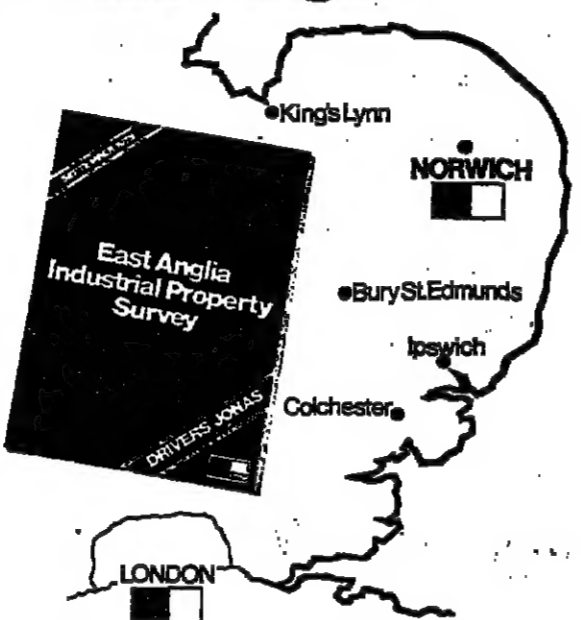 King's Lynn
NORWICH
East Anglia
Industrial Property
Survey
Bury St. Edmunds
Ipswich
Colchester
DRIVERS JONAS
LONDON